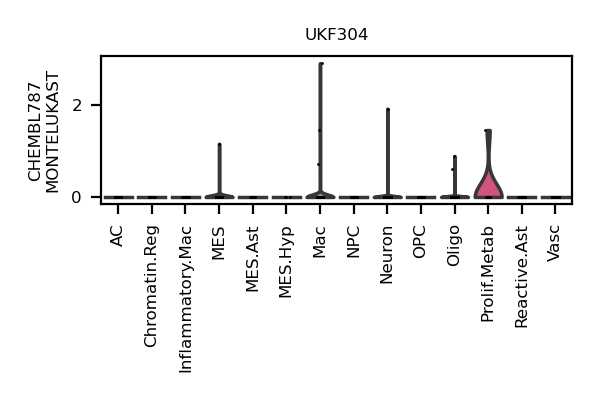 UKF304
CHEMBL787
MONTELUKAST
2
0
AC
Chromatin.Reg
Inflammatory.Mac
MES
MES.Ast
MES.Hyp
Mac
NPC
Neuron
OPC
Oligo
Prolif.Metab
Reactive.Ast
Vasc